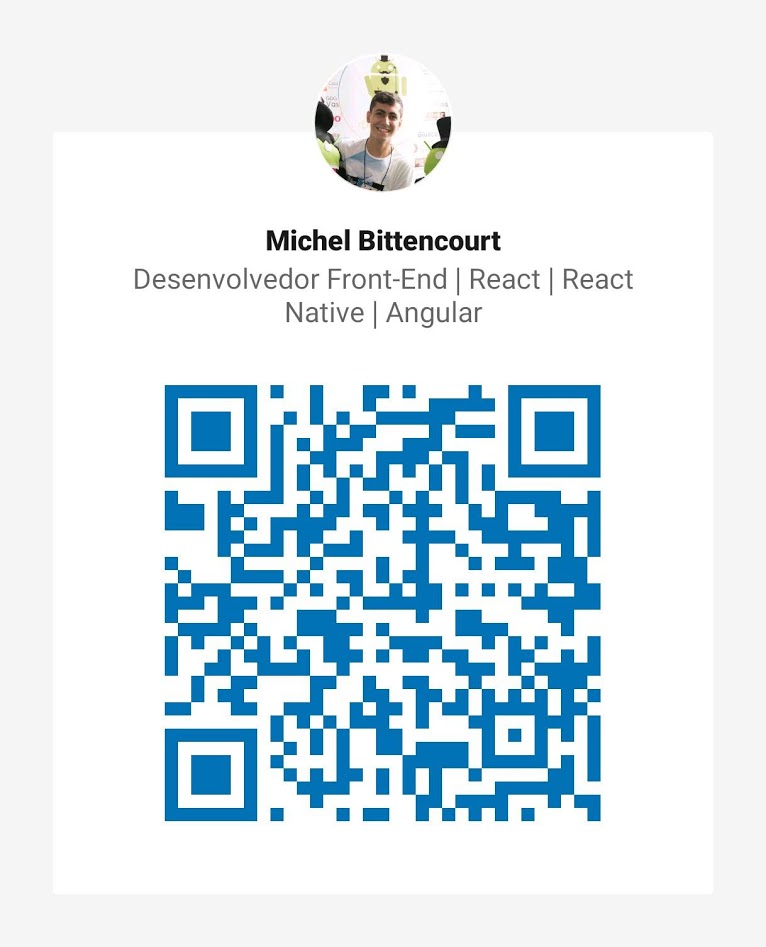 Michel Bittencourt
Desenvolvedor Front-End | React | React
Native | Angular